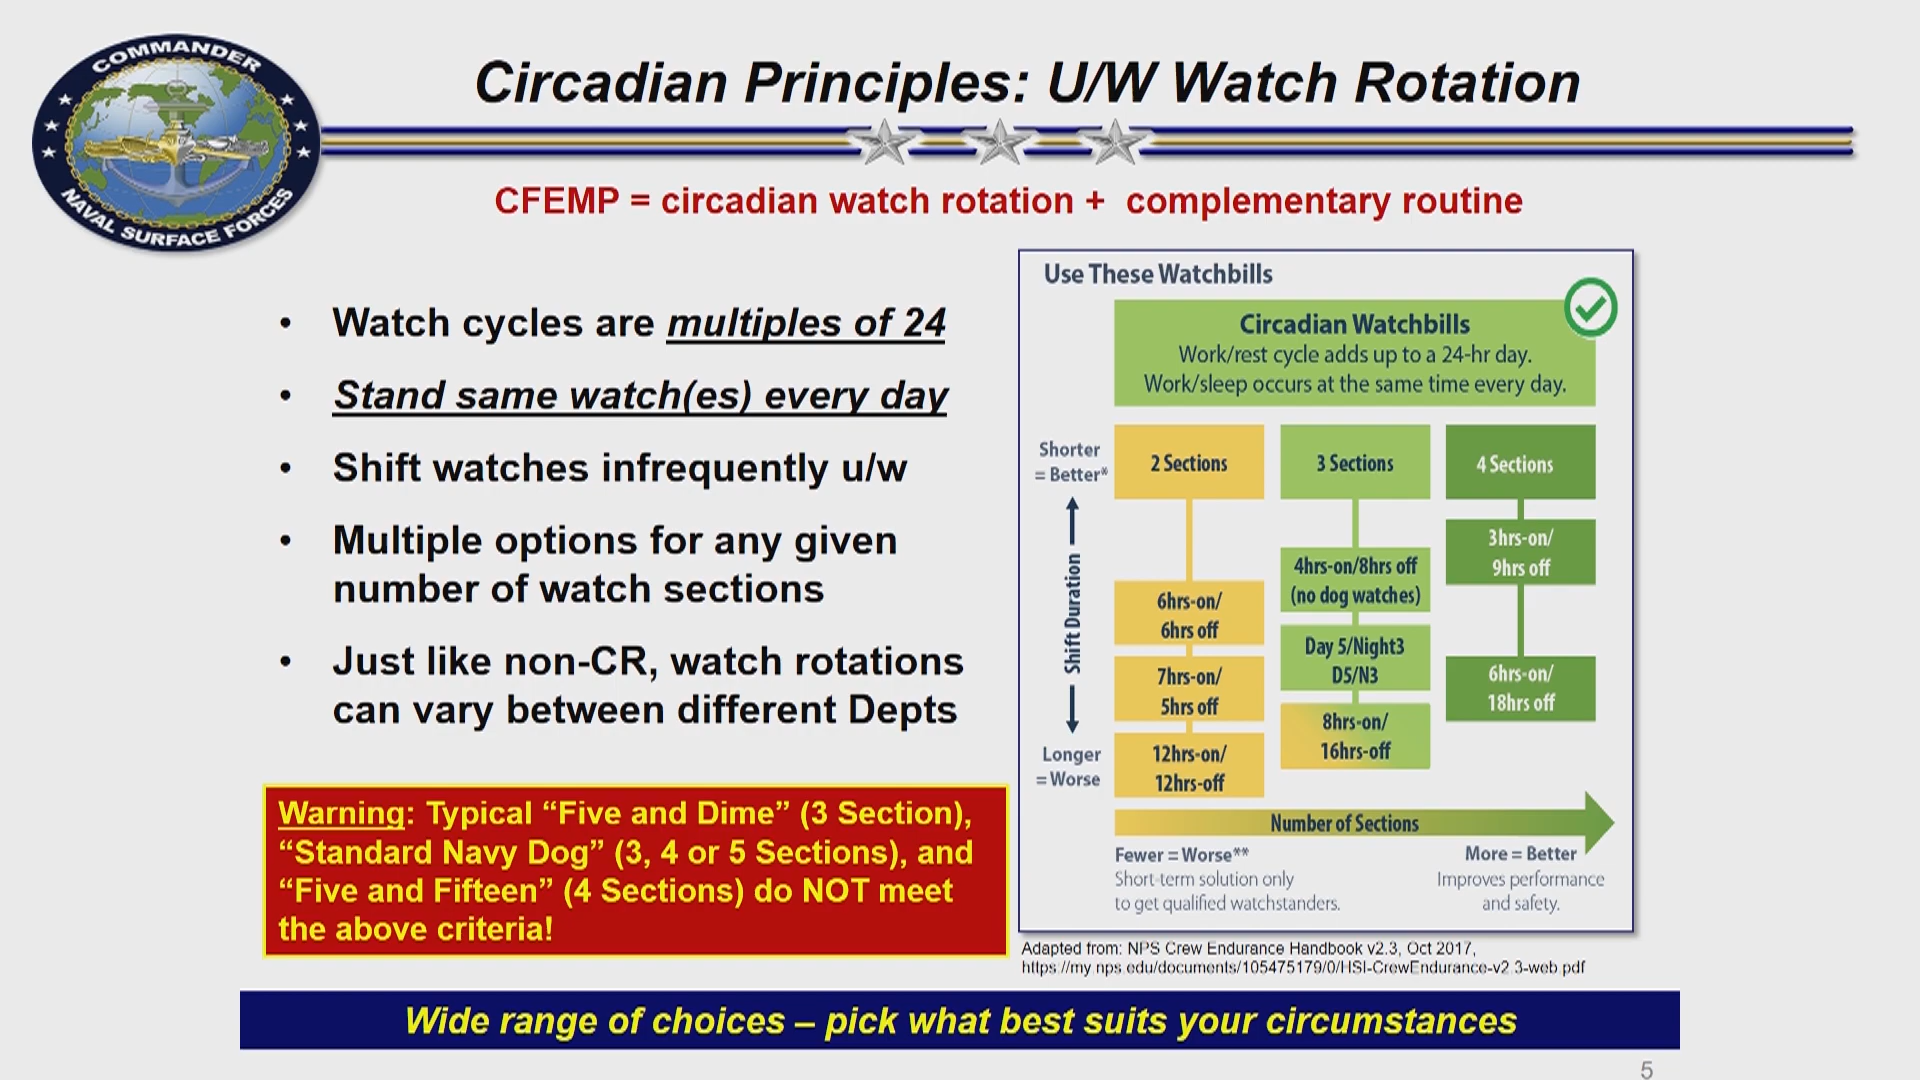 COMMANDER
NAVAL SURFACE FORCES
Circadian Principles: U/W Watch Rotation
CFEMP = circadian watch rotation + complementary routine
• Watch cycles are multiples of 24
• Stand same watch(es) every day
• Shift watches infrequently u/w
• Multiple options for any given
number of watch sections
• Just like non-CR, watch rotations
can vary between different Depts
Warning: Typical “Five and Dime” (3 Section),
“Standard Navy Dog” (3, 4 or 5 Sections), and
“Five and Fifteen” (4 Sections) do NOT meet
the above criteria!
Use These Watchbills
Circadian Watchbills
Work/rest cycle adds up to a 24-hr day.
Work/sleep occurs at the same time every day.
Shorter
= Better*
Shift Duration
Longer
= Worse
2 Sections
6hrs-on/
6hrs off
7hrs-on/
5hrs off
12hrs-on/
12hrs-off
3 Sections
4hrs-on/8hrs off
(no dog watches)
Day 5/Night3
D5/N3
8hrs-on/
16hrs-off
4 Sections
3hrs-on/
9hrs off
6hrs-on/
18hrs off
Number of Sections
Fewer = Worse**
Short-term solution only
to get qualified watchstanders.
More = Better
Improves performance
and safety.
Adapted from: NPS Crew Endurance Handbook v2.3, Oct 2017,
https://my.nps.edu/documents/105475179/0/HSI-CrewEndurance-v2 3-web.pdf
Wide range of choices – pick what best suits your circumstances
5